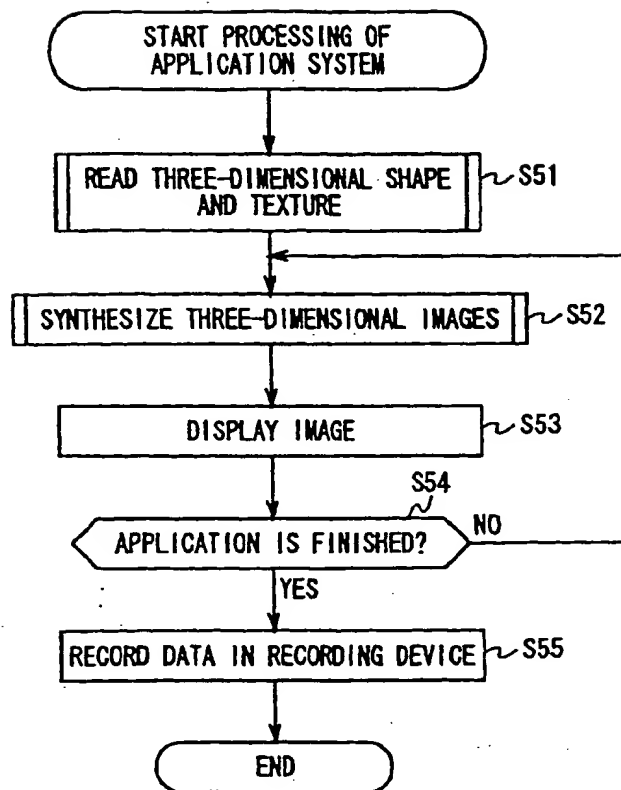 START PROCESSING OF
APPLICATION SYSTEM
READ THREE-DIMENSIONAL SHAPE
AND TEXTURE
S51
SYNTHESIZE THREE-DIMENSIONAL IMAGES
S52
DISPLAY IMAGE
S53
S54
APPLICATION IS FINISHED?
NO
YES
RECORD DATA IN RECORDING DEVICE
S55
END